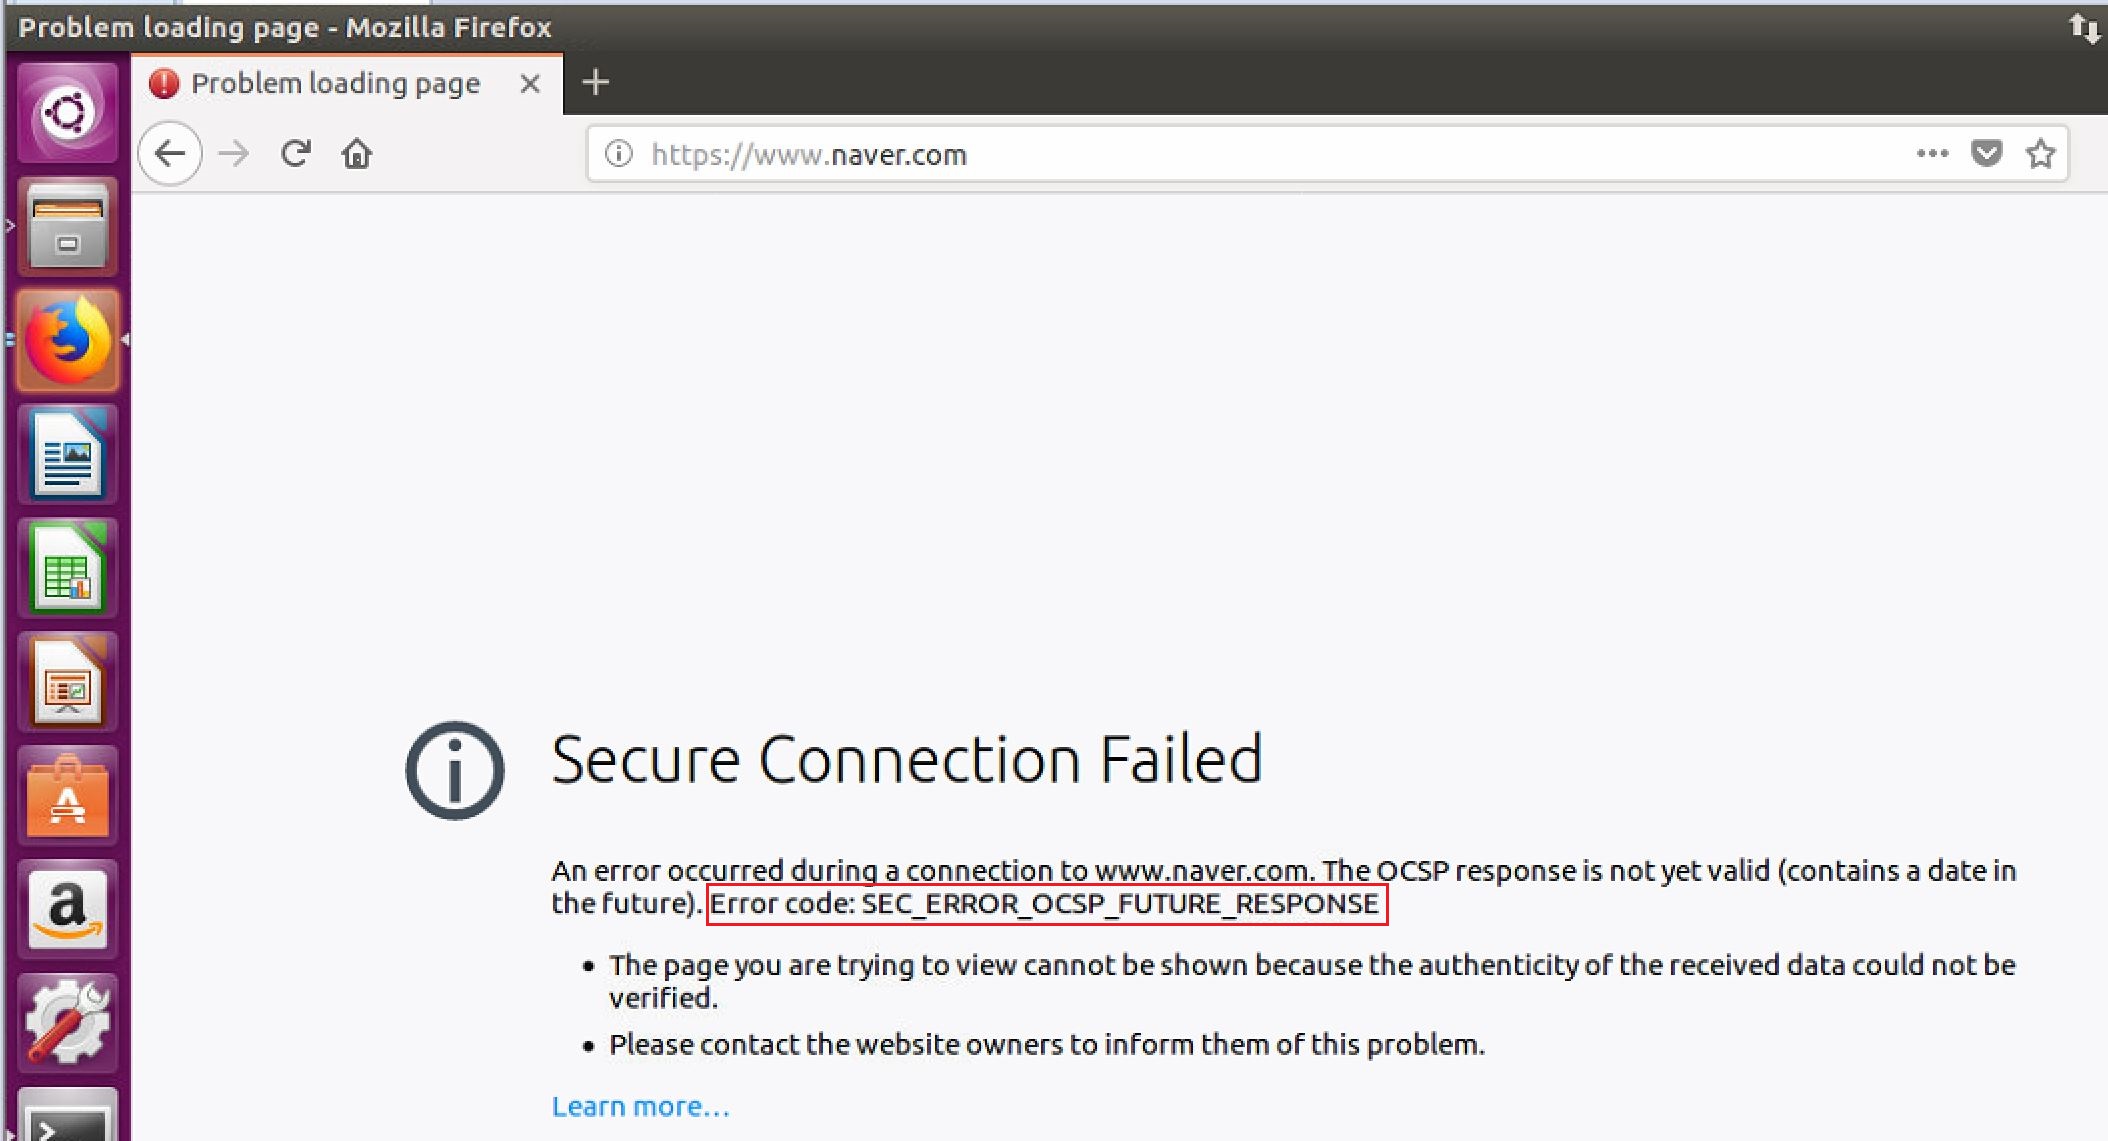 Problem loading page - Mozilla Firefox
Problem loading page
https://www.naver.com
Secure Connection Failed
An error occurred during a connection to www.naver.com. The OCSP response is not yet valid (contains a date in
the future). Error code: SEC_ERROR_OCSP_FUTURE_RESPONSE
• The page you are trying to view cannot be shown because the authenticity of the received data could not be
verified.
• Please contact the website owners to inform them of this problem.
Learn more...